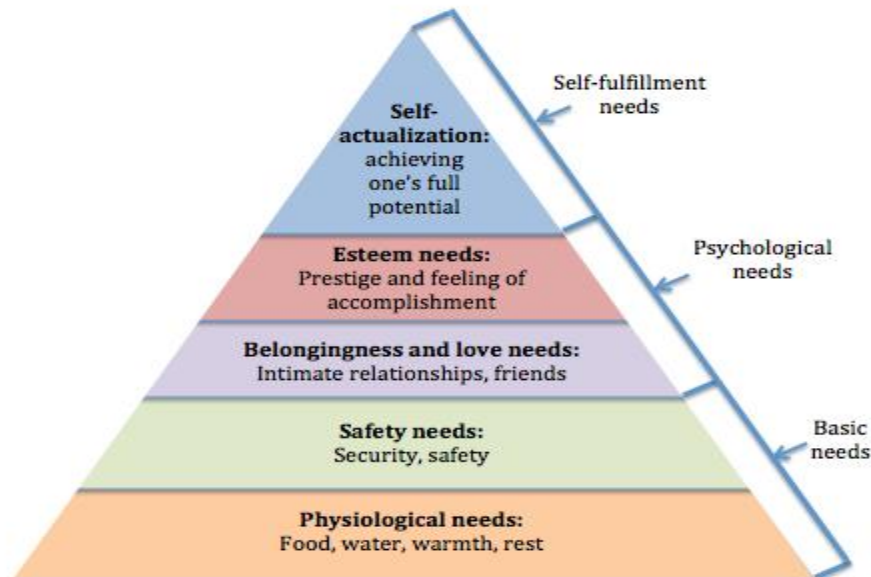 Self-
actualization:
achieving
one's full
potential
Esteem needs:
Prestige and feeling of
accomplishment
Belongingness and love needs:
Intimate relationships, friends
Safety needs:
Security, safety
Physiological needs:
Food, water, warmth, rest
Self-fulfillment
needs
Psychological
needs
Basic
needs